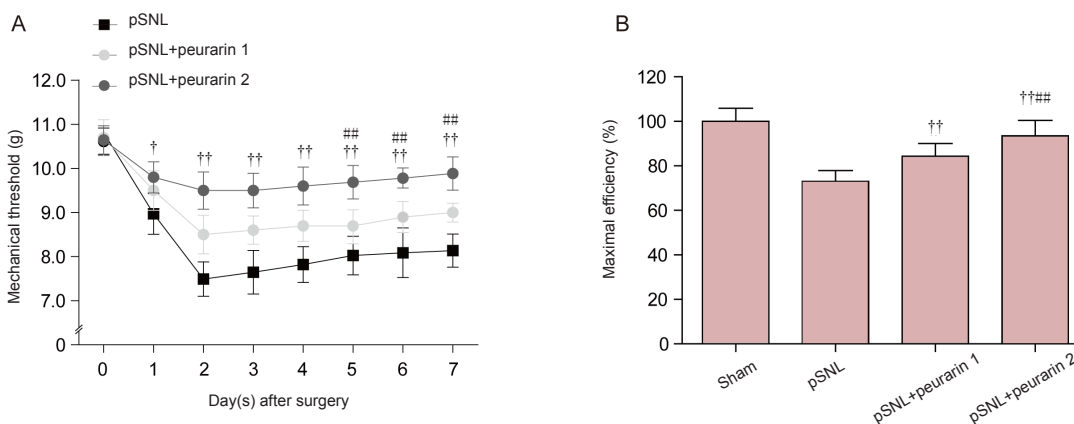 A
pSNL
pSNL+peurarin 1
pSNL+peurarin 2
Mechanical threshold (g)
12.0
11.0
10.0
9.0
8.0
7.0
0
†
††
††
††
##
††
##
††
##
††
0 1 2 3 4 5 6 7
Day(s) after surgery
B
Maximal efficiency (%)
120
100
80
60
40
20
0
††
††##
Sham
pSNL
pSNL+peurarin 1
pSNL+peurarin 2